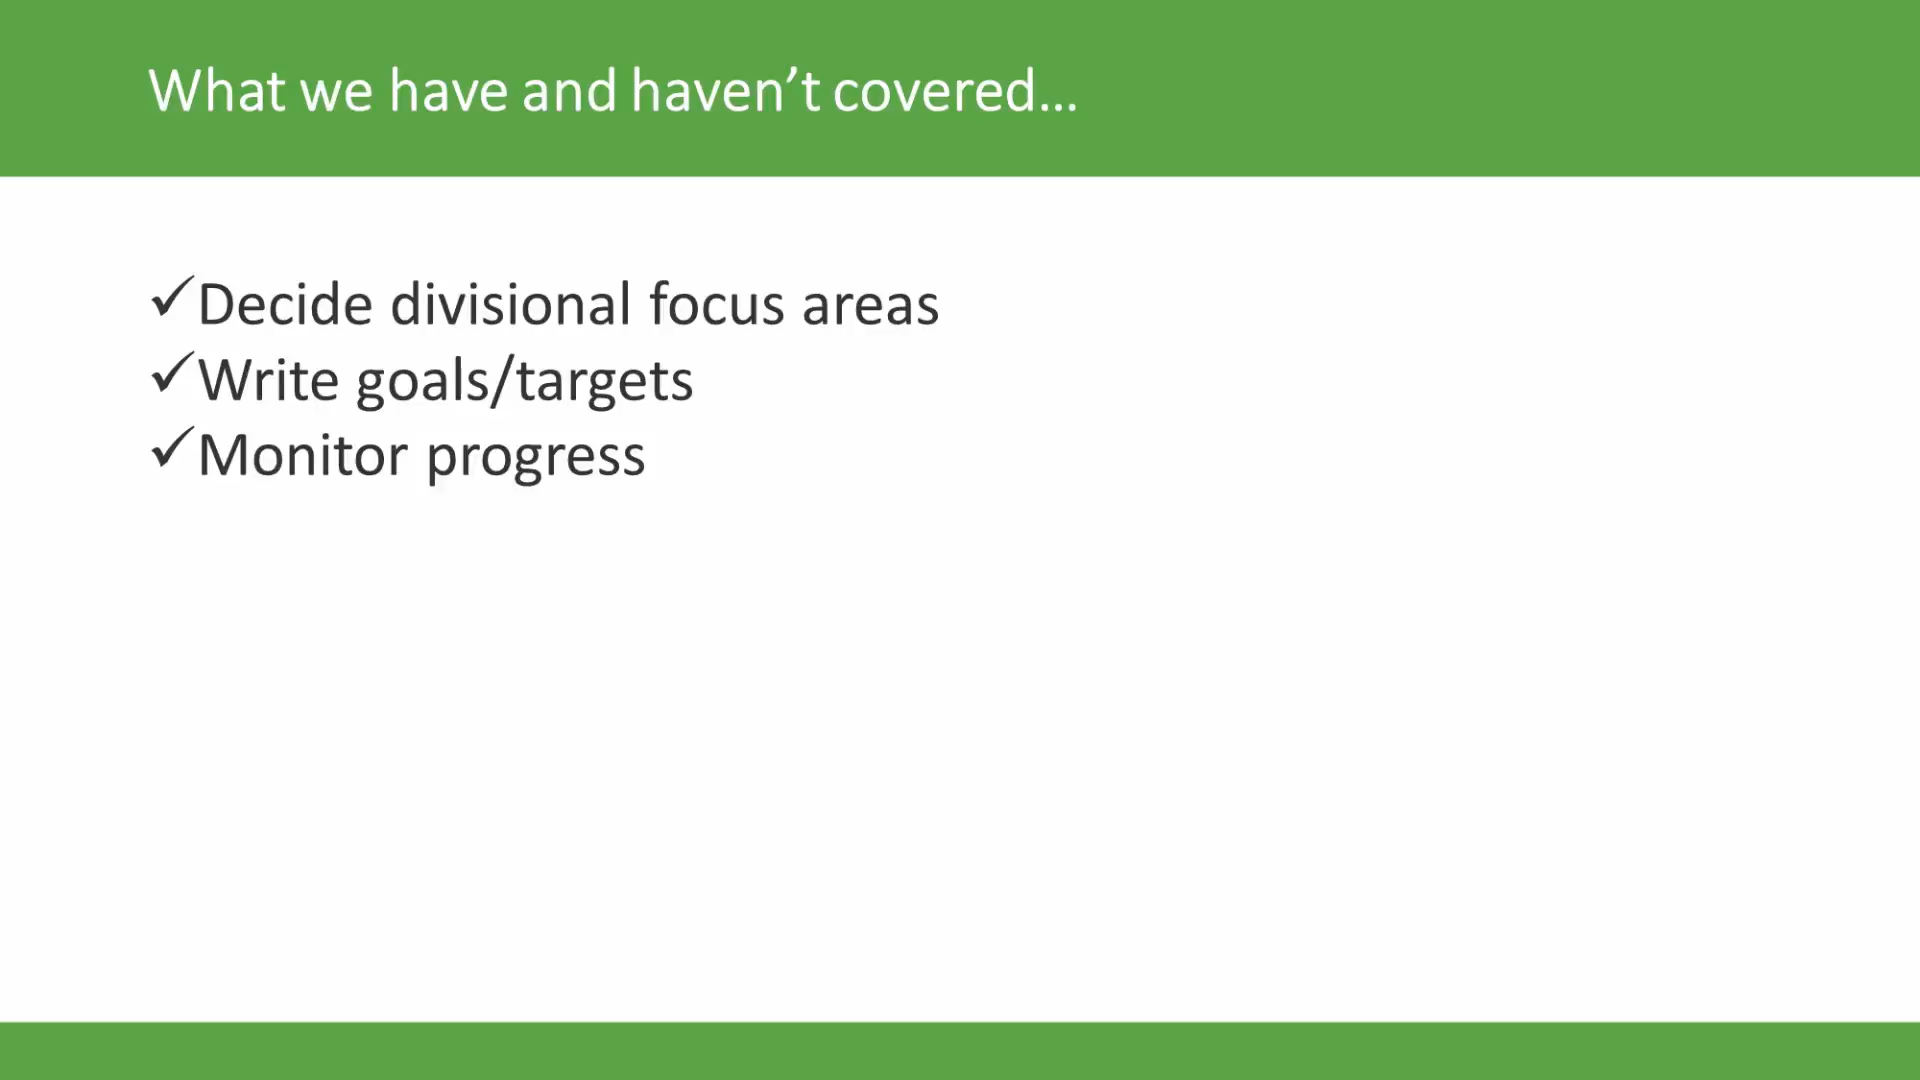 What we have and haven’t covered...
✓Decide divisional focus areas
✓Write goals/targets
✓Monitor progress